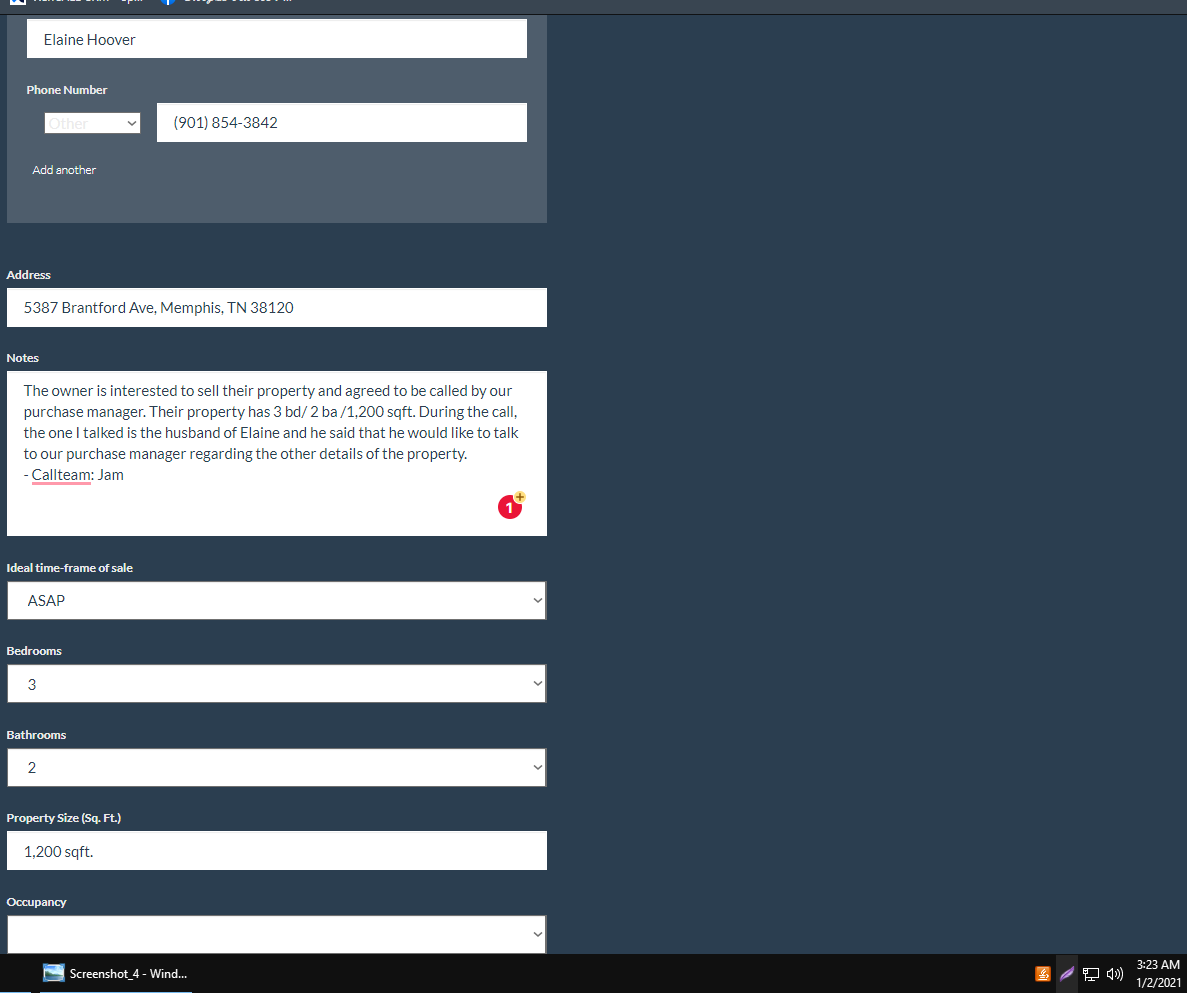 Elaine Hoover
Phone Number
Other
(901) 854-3842
Add another
Address
5387 Brantford Ave, Memphis, TN 38120
Notes
The owner is interested to sell their property and agreed to be called by our
purchase manager. Their property has 3 bd/ 2 ba /1,200 sqft. During the call,
the one I talked is the husband of Elaine and he said that he would like to talk
to our purchase manager regarding the other details of the property.
- Callteam: Jam
1+
Ideal time-frame of sale
ASAP
Bedrooms
3
Bathrooms
2
Property Size (Sq. Ft.)
1,200 sqft.
Occupancy
Screenshot_4 - Wind...
3:23 AM
1/2/2021